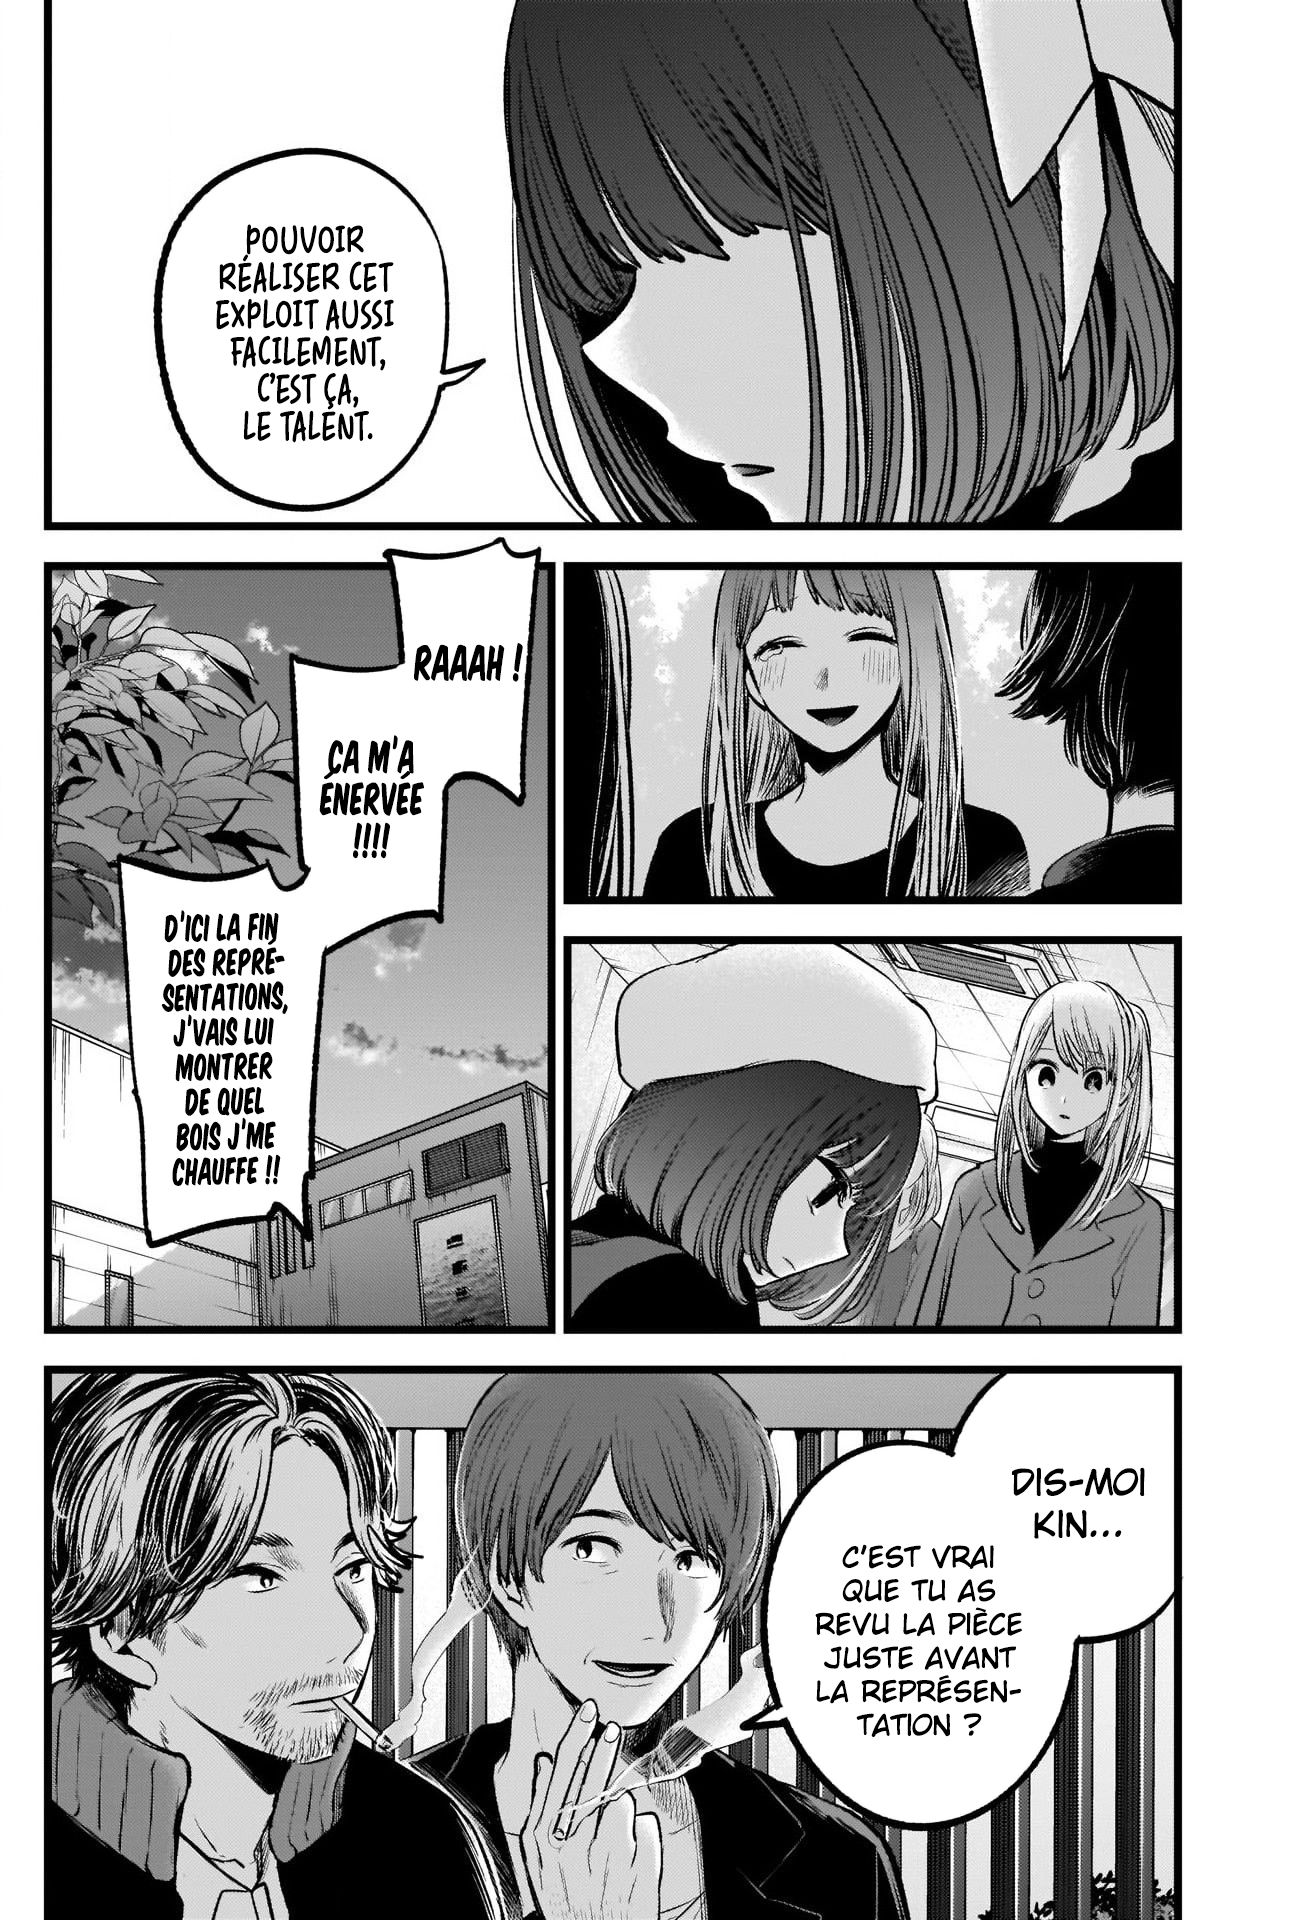 POUVOIR
RÉALISER CET
EXPLOIT AUSSI
FACILEMENT,
C'EST ÇA,
LE TALENT.
RAAAH !
ÇA M'A
ÉNERVÉE
!!!!
D'ICI LA FIN
DES REPRÉ-
SENTATIONS,
J'VAIS LUI
MONTRER
DE QUEL
BOIS J'ME
CHAUFFE !!
DIS-MOI
KIN...
C'EST VRAI
QUE TU AS
REVU LA PIÈCE
JUSTE AVANT
LA REPRÉSEN-
TATION ?